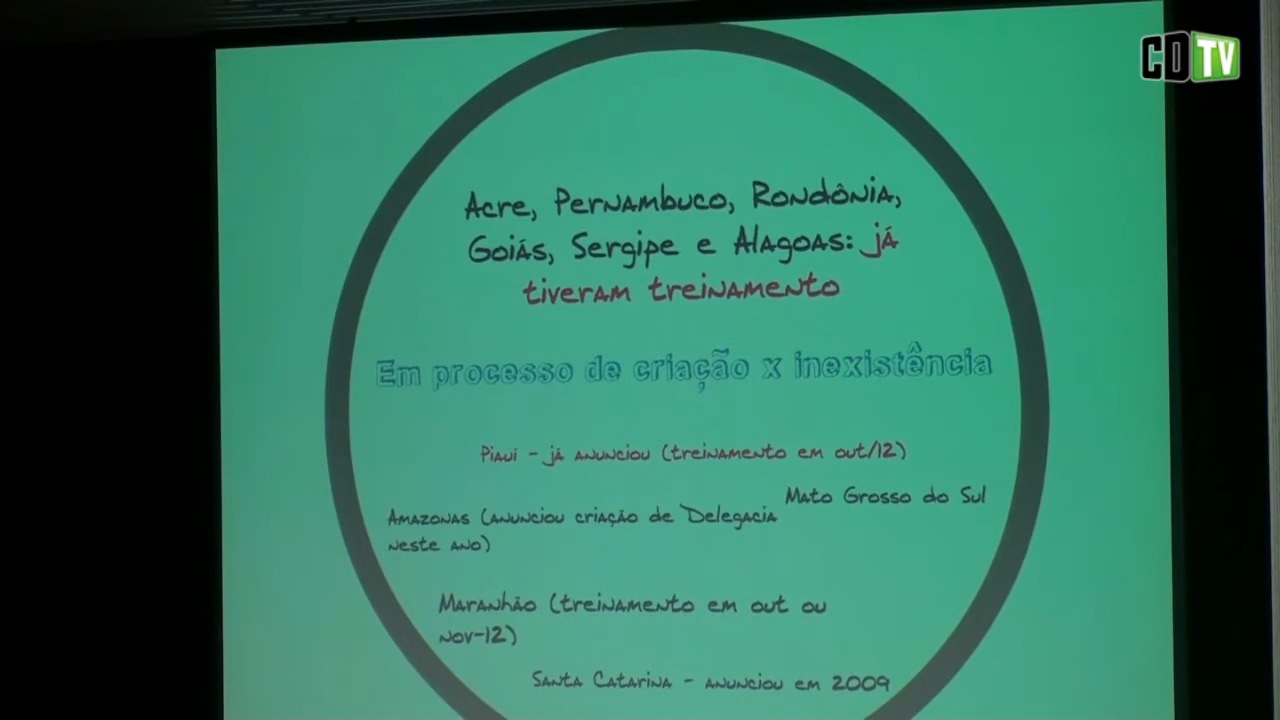 CDTV
Acre, Pernambuco, Rondônia,
Goiás, Sergipe e Alagoas: já
tiveram treinamento
Em processo de criação x inexistência
Piauí - já anunciou (treinamento em out/12)
Mato Grosso do Sul
Amazonas (anunciou criação de Delegacia
neste ano)
Maranhão (treinamento em out ou
nov-12)
Santa Catarina - anunciou em 2009